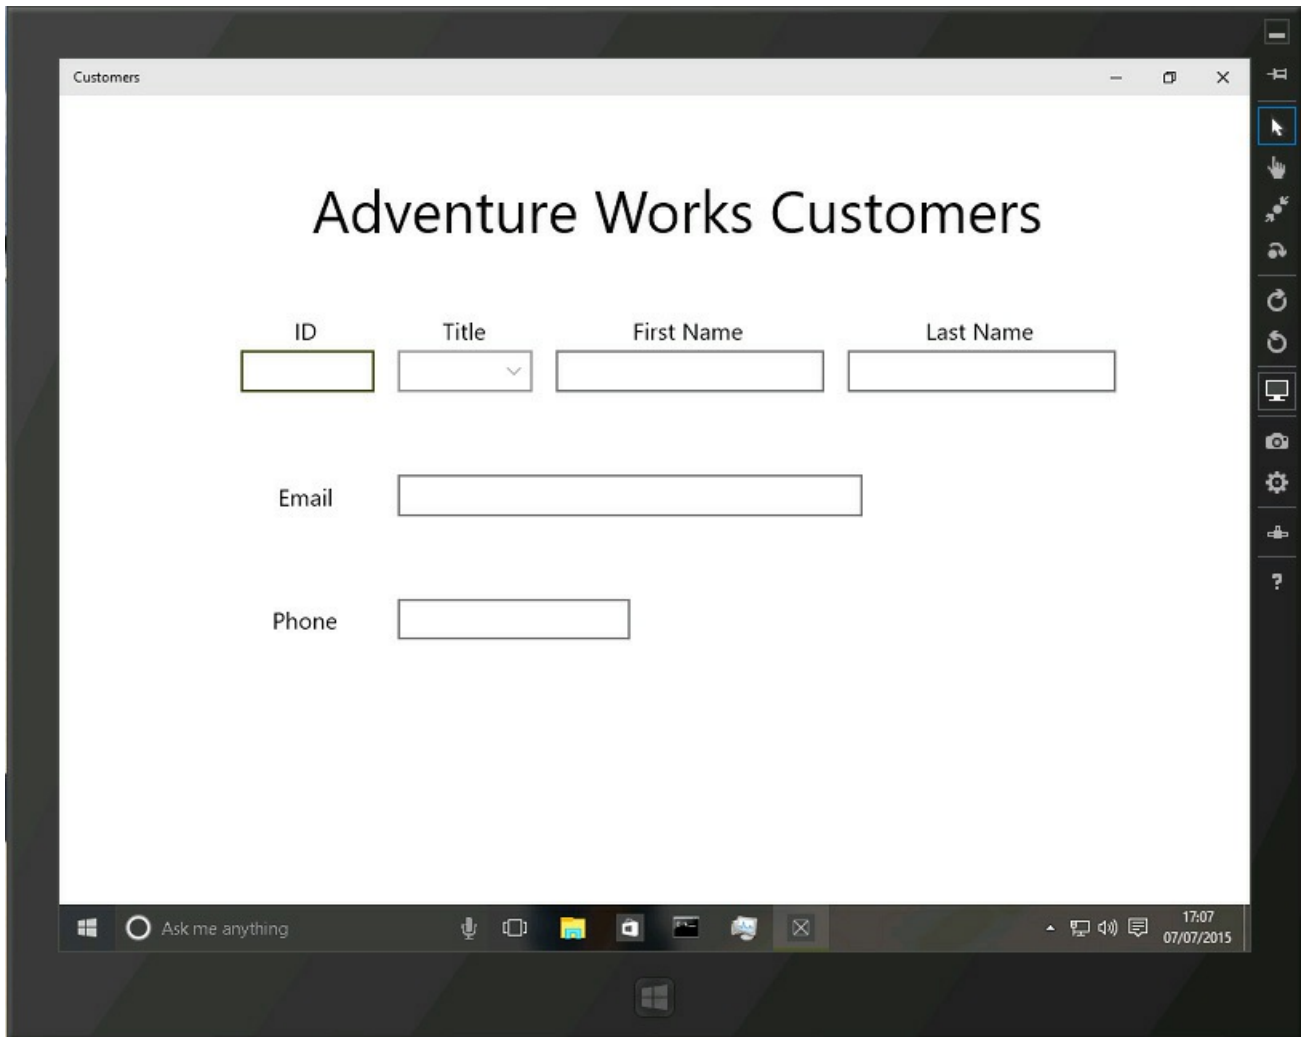 Customers
Adventure Works Customers
ID Title First Name Last Name
Email
Phone
Ask me anything
17:07
07/07/2015
?